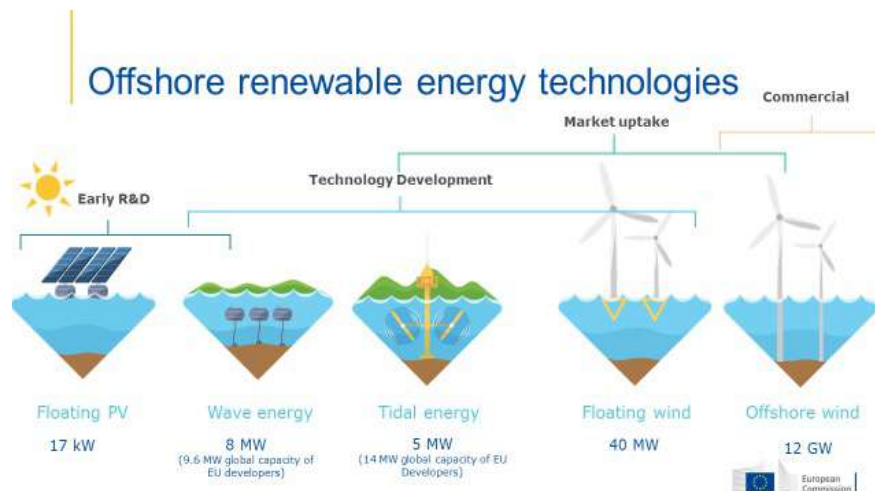 Offshore renewable energy technologies
Commercial
Market uptake
Technology Development
Early R&D
Floating PV
17 kW
Wave energy
8 MW
(9.6 MW global capacity of
EU developers)
Tidal energy
5 MW
(14 MW global capacity of EU
Developers)
Floating wind
40 MW
Offshore wind
12 GW
European
Commission